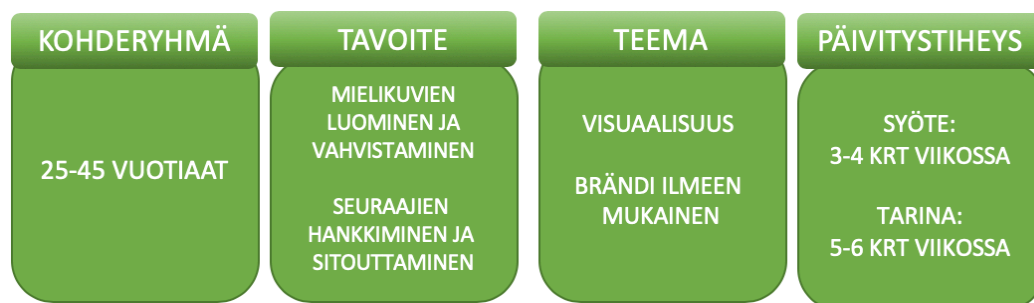 KOHDERYHMÄ
25-45 VUOTIAAT
TAVOITE
MIELIKUVIEN
LUOMINEN JA
VAHVISTAMINEN
SEURAAJIEN
HANKKIMINEN JA
SITOUTTAMINEN
TEEMA
VISUAALISUUS
BRÄNDI ILMEEN
MUKAINEN
PÄIVITYSTIHEYS
SYÖTE:
3-4 KRT VIIKOSSA
TARINA:
5-6 KRT VIIKOSSA